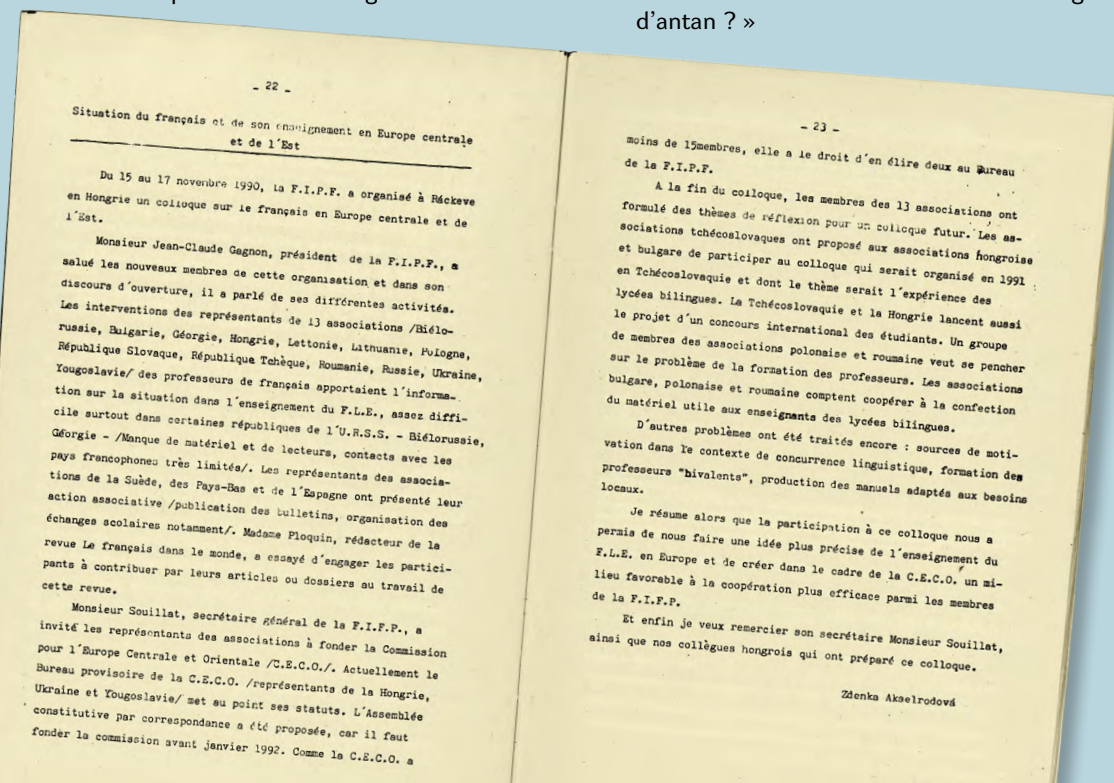 d'antan ? »
_ 22 _
Situation du français et de son enseignement en Europe centrale
et de l´Est
Du 15 au 17 novembre 1990, la F.I.P.F. a organisé à Ráckeve
en Hongrie un colloque sur le français en Europe centrale et de
l´Est.
Monsieur Jean-Claude Gagnon, président de la F.I.P.F., a
salué les nouveaux membres de cette organisation et dans son
discours d´ouverture, il a parlé de ses différentes activités.
Les interventions des représentants de 13 associations /Biélo-
russie, Bulgarie, Géorgie, Hongrie, Lettonie, Lithuanie, Pologne,
République Slovaque, République Tchèque, Roumanie, Russie, Ukraine,
Yougoslavie/ des professeurs de français apportaient l´informa-
tion sur la situation dans l´enseignement du F.L.E., assez diffi-
cile surtout dans certaines républiques de l´U.R.S.S. - Biélorussie,
Géorgie - /Manque de matériel et de lecteurs, contacts avec les
pays francophones très limités/. Les représentants des associa-
tions de la Suède, des Pays-Bas et de l´Espagne ont présenté leur
action associative /publication des bulletins, organisation des
échanges scolaires notamment/. Madame Ploquin, rédacteur de la
revue Le français dans le monde, a essayé d´engager les partici-
pants à contribuer par leurs articles ou dossiers au travail de
cette revue.
Monsieur Souillat, secrétaire général de la F.I.F.P., a
invité les représentants des associations à fonder la Commission
pour l´Europe Centrale et Orientale /C.E.C.O./. Actuellement le
Bureau provisoire de la C.E.C.O. /représentants de la Hongrie,
Ukraine et Yougoslavie/ met au point ses statuts. L´Assemblée
constitutive par correspondance a été proposée, car il faut
fonder la commission avant janvier 1992. Comme la C.E.C.O. a
_ 23 _
moins de 15membres, elle a le droit d´en élire deux au Bureau
de la F.I.P.F.
A la fin du colloque, les membres des 13 associations ont
formulé des thèmes de réflexion pour un colloque futur. Les as-
sociations tchécoslovaques ont proposé aux associations hongroise
et bulgare de participer au colloque qui serait organisé en 1991
en Tchécoslovaquie et dont le thème serait l´expérience des
lycées bilingues. La Tchécoslovaquie et la Hongrie lancent aussi
le projet d´un concours international des étudiants. Un groupe
de membres des associations polonaise et roumaine veut se pencher
sur le problème de la formation des professeurs. Les associations
bulgare, polonaise et roumaine comptent coopérer à la confection
du matériel utile aux enseignants des lycées bilingues.
D´autres problèmes ont été traités encore : sources de moti-
vation dans le contexte de concurrence linguistique, formation des
professeurs "bivalents", production des manuels adaptés aux besoins
locaux.
Je résume alors que la participation à ce colloque nous a
permis de nous faire une idée plus précise de l´enseignement du
F.L.E. en Europe et de créer dans le cadre de la C.E.C.O. un mi-
lieu favorable à la coopération plus efficace parmi les membres
de la F.I.F.P.
Et enfin je veux remercier son secrétaire Monsieur Souillat,
ainsi que nos collègues hongrois qui ont préparé ce colloque.
Zdenka Akselrodová